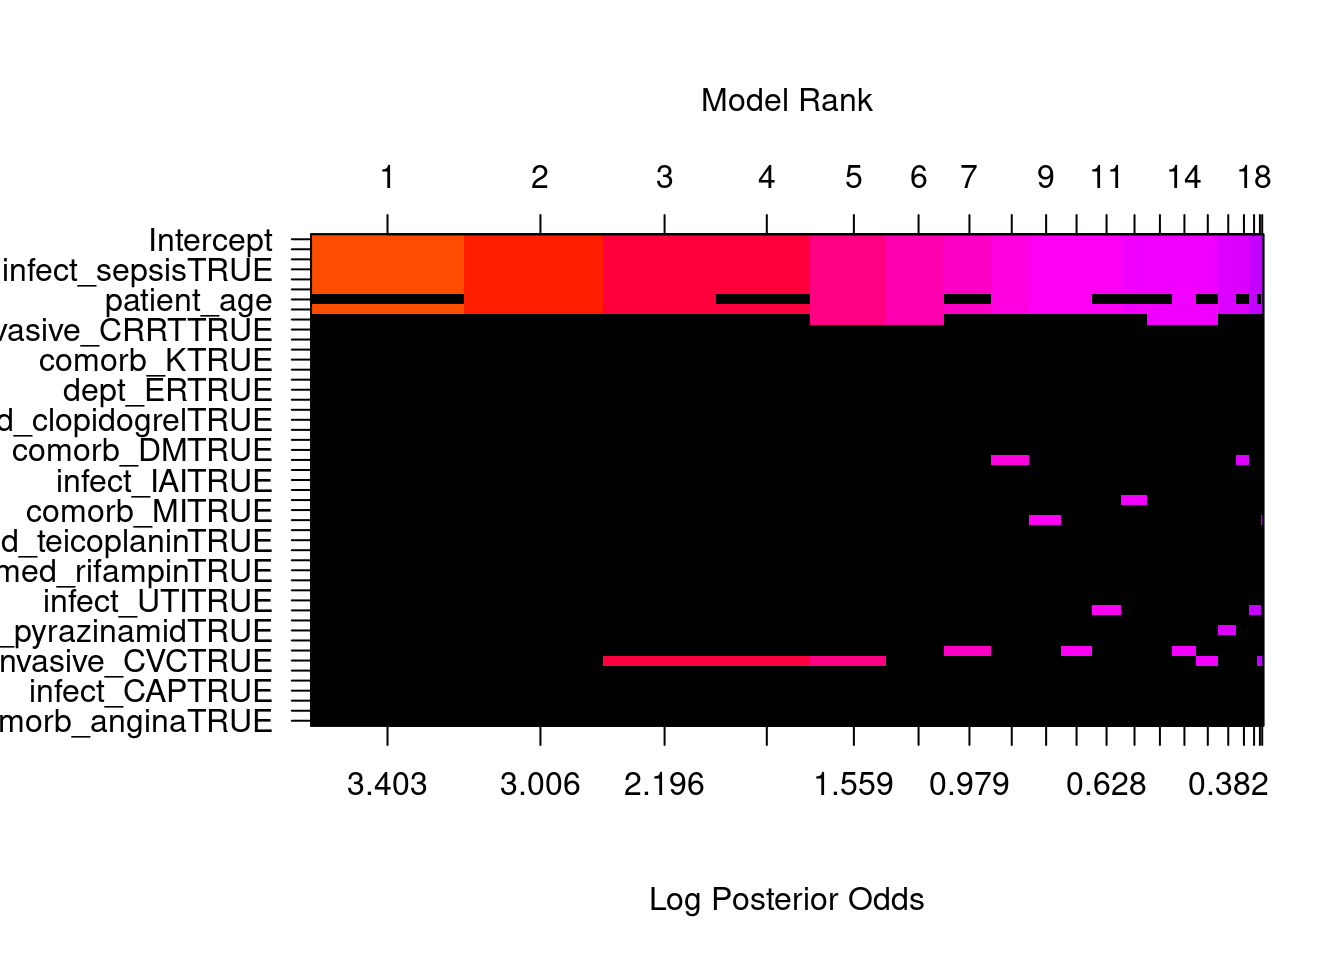 Model Rank
1 2 3 4 5 6 7 9 11 14 18
Intercept
infect_sepsisTRUE
patient_age
vasive_CRRTTRUE
comorb_KTRUE
dept_ERTRUE
d_clopidogrelTRUE
comorb_DMTRUE
infect_IAITRUE
comorb_MITRUE
d_teicoplaninTRUE
med_rifampinTRUE
infect_UTITRUE
_pyrazinamidTRUE
nvasive_CVCTRUE
infect_CAPTRUE
morb_anginaTRUE
3.403 3.006 2.196 1.559 0.979 0.628 0.382
Log Posterior Odds